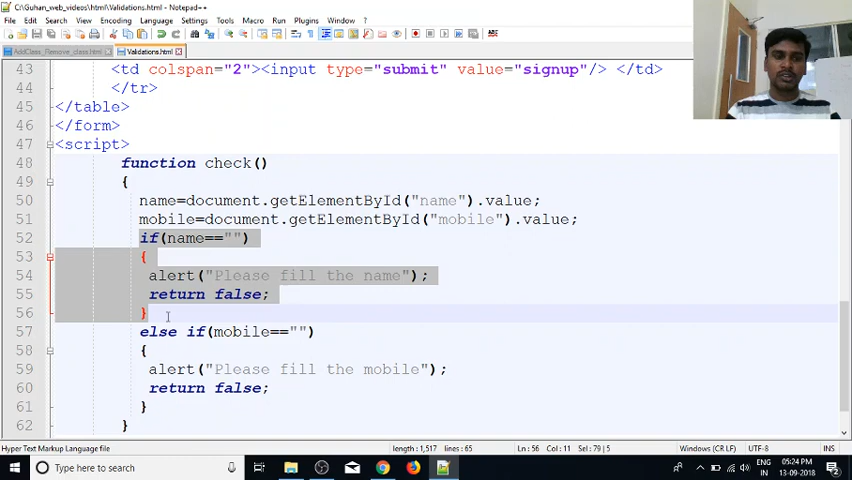 C:\Guhan_web_videos\html\Validations.html - Notepad++
File Edit Search View Encoding Language Settings Tools Macro Run Plugins Window ?
AddClass_Remove_class.html Validations.html
43 <td colspan="2"><input type="submit" value="signup"/> </td>
44 </tr>
45 </table>
46 </form>
47 <script>
48 function check()
49 {
50 name=document.getElementById("name").value;
51 mobile=document.getElementById("mobile").value;
52 if(name=="")
53 {
54 alert("Please fill the name");
55 return false;
56 }
57 else if(mobile=="")
58 {
59 alert("Please fill the mobile");
60 return false;
61 }
62 }
Hyper Text Markup Language file length : 1,517 lines : 65 Ln : 56 Col : 11 Sel : 79 | 5 Windows (CR LF) UTF-8 INS
Type here to search
ENG
IN
05:24 PM
13-09-2018
2